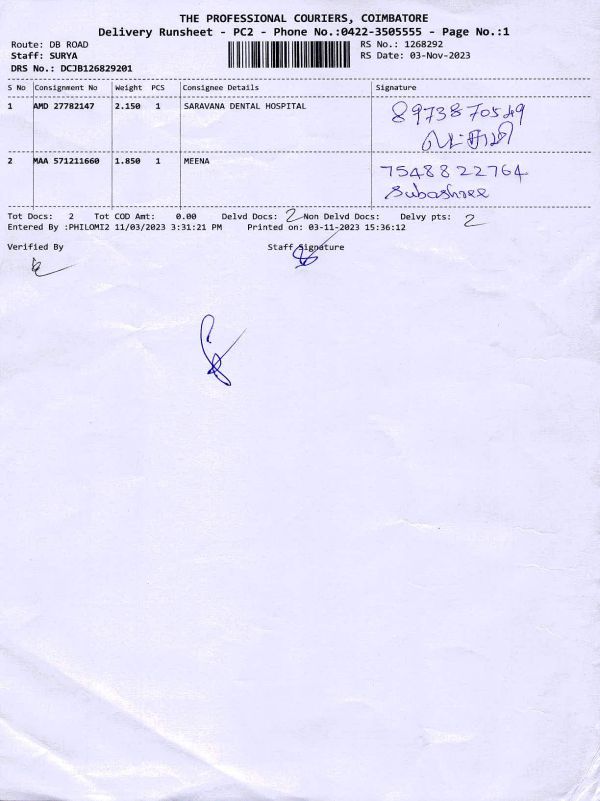 THE PROFESSIONAL COURIERS, COIMBATORE
Delivery Runsheet - PC2 - Phone No.:0422-3505555 - Page No.:1
Route: DB ROAD RS No.: 1268292
Staff: SURYA RS Date: 03-Nov-2023
DRS No.: DCJB126829201
S No Consignment No Weight PCS Consignee Details Signature
1 AMD 27782147 2.150 1 SARAVANA DENTAL HOSPITAL 8973870549
2 MAA 571211660 1.850 1 MEENA 7548822764
Subashree
Tot Docs: 2 Tot COD Amt: 0.00 Delvd Docs: 2 Non Delvd Docs: Delvy pts: 2
Entered By :PHILOMI2 11/03/2023 3:31:21 PM Printed on: 03-11-2023 15:36:12
Verified By Staff Signature